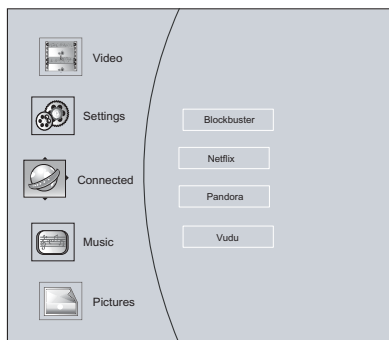 Video
Settings
Connected
Music
Pictures
Blockbuster
Netflix
Pandora
Vudu